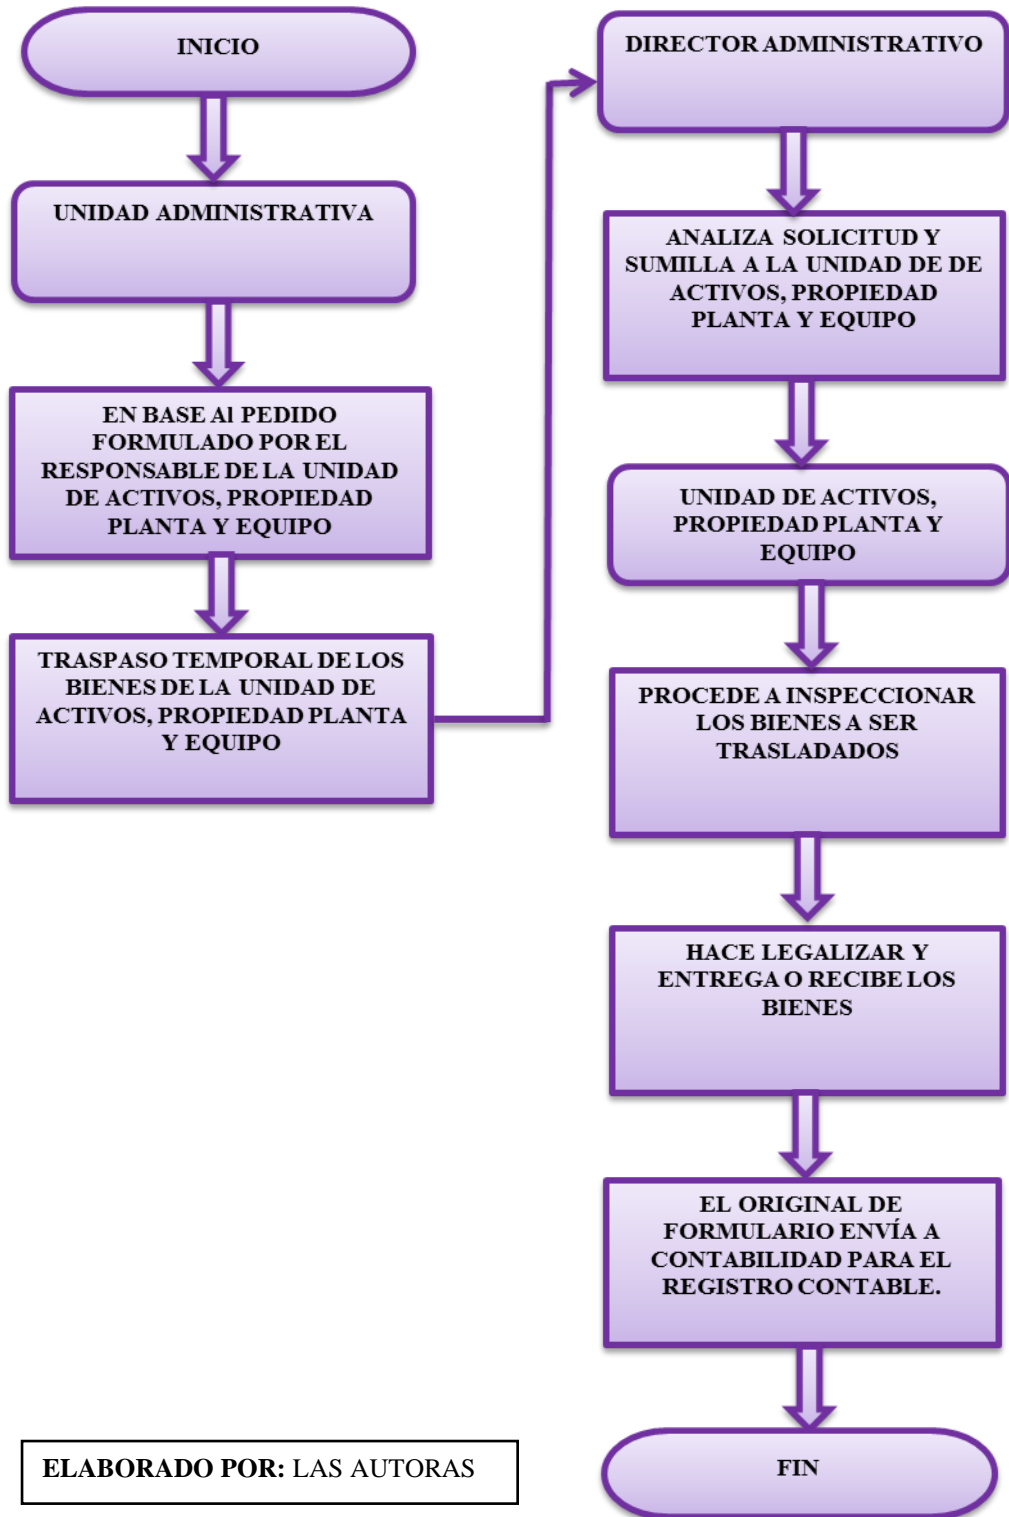 INICIO
UNIDAD ADMINISTRATIVA
EN BASE Al PEDIDO
FORMULADO POR EL
RESPONSABLE DE LA UNIDAD
DE ACTIVOS, PROPIEDAD
PLANTA Y EQUIPO
TRASPASO TEMPORAL DE LOS
BIENES DE LA UNIDAD DE
ACTIVOS, PROPIEDAD PLANTA
Y EQUIPO
DIRECTOR ADMINISTRATIVO
ANALIZA SOLICITUD Y
SUMILLA A LA UNIDAD DE DE
ACTIVOS, PROPIEDAD
PLANTA Y EQUIPO
UNIDAD DE ACTIVOS,
PROPIEDAD PLANTA Y
EQUIPO
PROCEDE A INSPECCIONAR
LOS BIENES A SER
TRASLADADOS
HACE LEGALIZAR Y
ENTREGA O RECIBE LOS
BIENES
EL ORIGINAL DE
FORMULARIO ENVÍA A
CONTABILIDAD PARA EL
REGISTRO CONTABLE.
FIN
ELABORADO POR: LAS AUTORAS